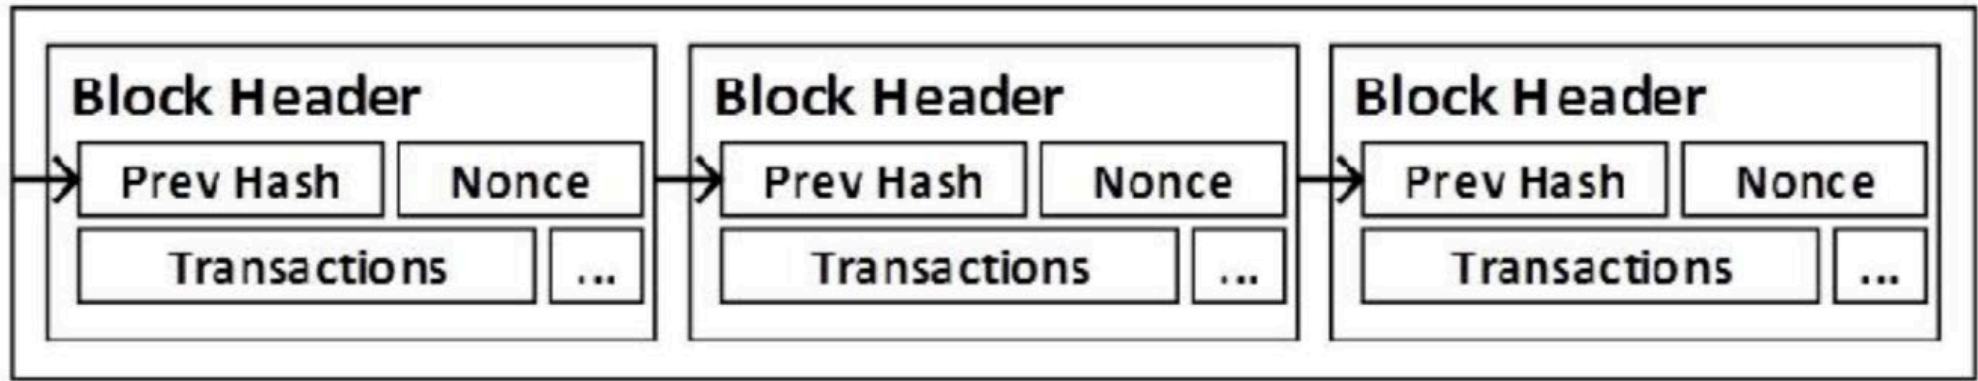 Block Header
Prev Hash Nonce
Transactions ...
Block Header
Prev Hash Nonce
Transactions ...
Block Header
Prev Hash Nonce
Transactions ...